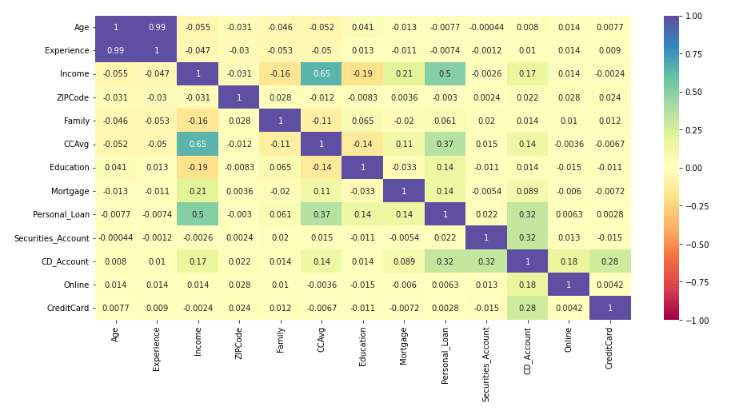 Age 1 0.99 -0.055 -0.031 -0.046 -0.052 0.041 -0.013 -0.0077 -0.00044 0.008 0.014 0.0077
Experience 0.99 1 -0.047 -0.03 -0.053 -0.05 0.013 -0.011 -0.0074 -0.0012 0.01 0.014 0.009
Income -0.055 -0.047 1 -0.031 -0.16 0.65 -0.19 0.21 0.5 -0.0026 0.17 0.014 -0.0024
ZIPCode -0.031 -0.03 -0.031 1 0.028 -0.012 -0.0083 0.0036 -0.003 0.0024 0.022 0.028 0.024
Family -0.046 -0.053 -0.16 0.028 1 -0.11 0.065 -0.02 0.061 0.02 0.014 0.01 0.012
CCAvg -0.052 -0.05 0.65 -0.012 -0.11 1 -0.14 0.11 0.37 0.015 0.14 -0.0036 -0.0067
Education 0.041 0.013 -0.19 -0.0083 0.065 -0.14 1 -0.033 0.14 -0.011 0.014 -0.015 -0.011
Mortgage -0.013 -0.011 0.21 0.0036 -0.02 0.11 -0.033 1 0.14 -0.0054 0.089 -0.006 -0.0072
Personal_Loan -0.0077 -0.0074 0.5 -0.003 0.061 0.37 0.14 0.14 1 0.022 0.32 0.0063 0.0028
Securities_Account -0.00044 -0.0012 -0.0026 0.0024 0.02 0.015 -0.011 -0.0054 0.022 1 0.32 0.013 -0.015
CD_Account 0.008 0.01 0.17 0.022 0.014 0.14 0.014 0.089 0.32 0.32 1 0.18 0.28
Online 0.014 0.014 0.014 0.028 0.01 -0.0036 -0.015 -0.006 0.0063 0.013 0.18 1 0.0042
CreditCard 0.0077 0.009 -0.0024 0.024 0.012 -0.0067 -0.011 -0.0072 0.0028 -0.015 0.28 0.0042 1
Age Experience Income ZIPCode Family CCAvg Education Mortgage Personal_Loan Securities_Account CD_Account Online CreditCard
1.00
0.75
0.50
0.25
0.00
−0.25
−0.50
−0.75
−1.00